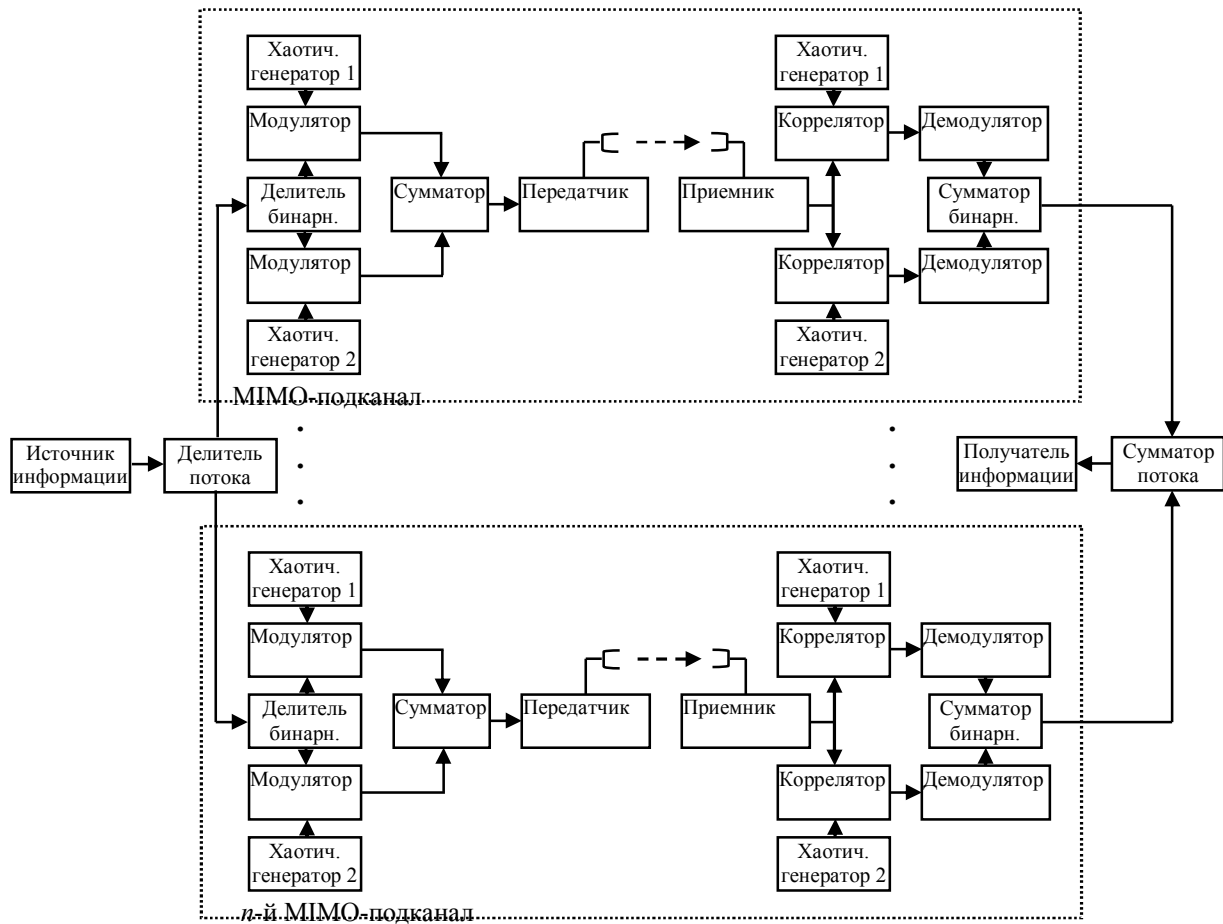 Хаотич.
генератор 1
Хаотич.
генератор 1
Модулятор
Коррелятор
Демодулятор
Делитель
бинарн.
Сумматор
Передатчик
Приемник
Сумматор
бинарн.
Модулятор
Коррелятор
Демодулятор
Хаотич.
генератор 2
Хаотич.
генератор 2
MIMO-подканал
Источник
информации
Делитель
потока
Получатель
информации
Сумматор
потока
Хаотич.
генератор 1
Хаотич.
генератор 1
Модулятор
Коррелятор
Демодулятор
Делитель
бинарн.
Сумматор
Передатчик
Приемник
Сумматор
бинарн.
Модулятор
Коррелятор
Демодулятор
Хаотич.
генератор 2
Хаотич.
генератор 2
n-й MIMO-подканал